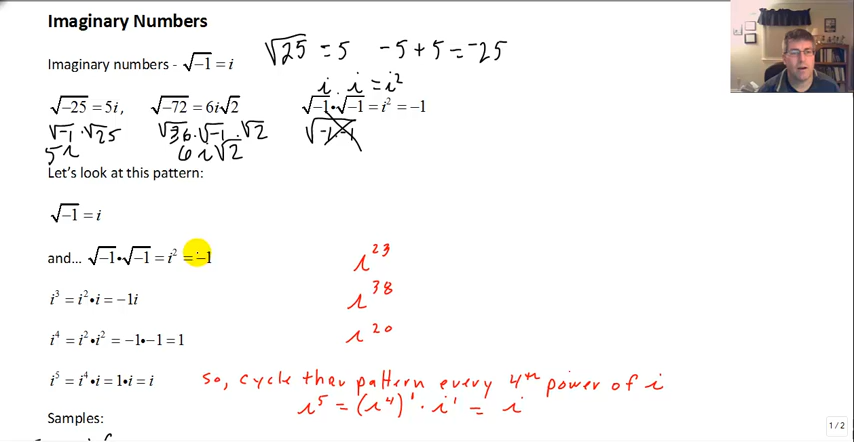 Imaginary Numbers
Imaginary numbers - √-1 = i
√25 = 5 -5 + 5 = -25
i · i = i²
√-25 = 5i, √-72 = 6i√2 √-1•√-1 = i² = -1
√-1 · √25 √36 · √-1 · √2 √-1·-1
5i 6i√2
Let's look at this pattern:
√-1 = i
and... √-1•√-1 = i² = -1
i²³
i³ = i²•i = -1i
i³⁸
i⁴ = i²•i² = -1•-1 = 1
i²⁰
i⁵ = i⁴•i = 1•i = i
so, cycle thru pattern every 4th power of i
i⁵ = (i⁴)¹ · i¹ = i
Samples:
1/2